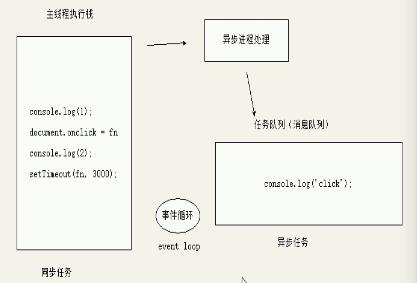 主线程执行栈
console.log(1);
document.onclick = fn
console.log(2);
setTimeout(fn, 3000);
同步任务
异步进程处理
任务队列（消息队列）
console.log("click");
异步任务
事件循环
event loop